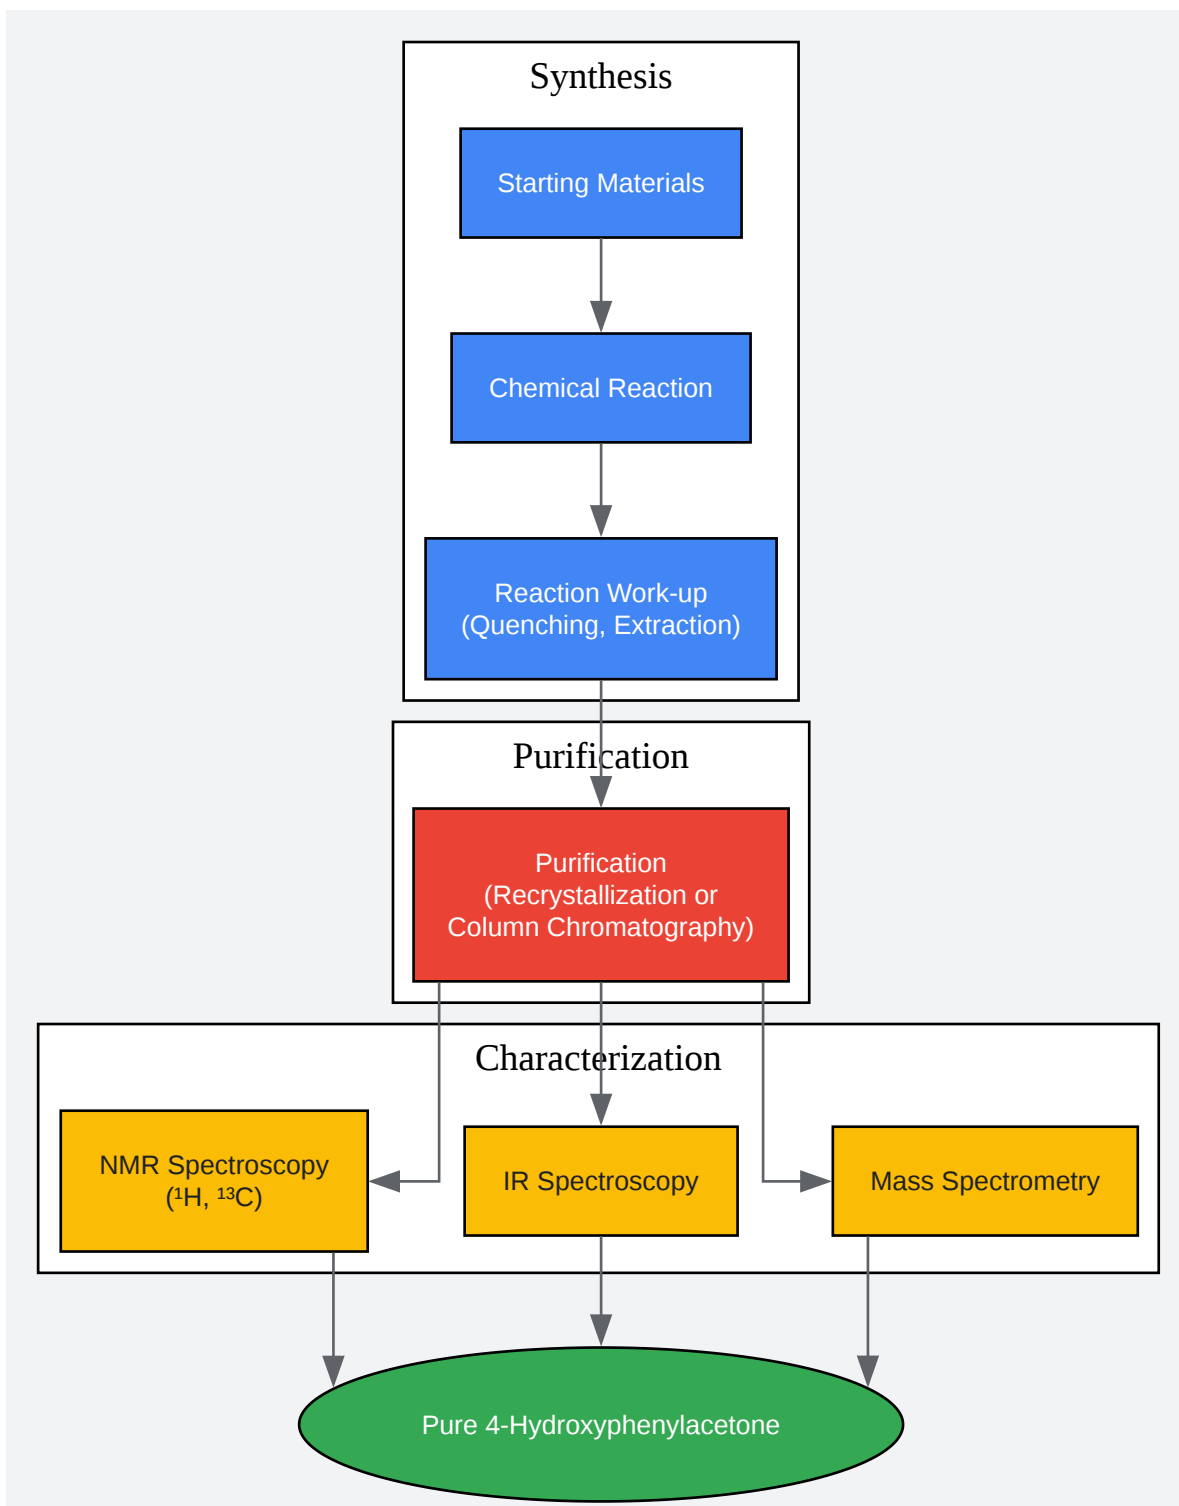 Synthesis
Starting Materials
Chemical Reaction
Reaction Work-up
(Quenching, Extraction)
Purification
Purification
(Recrystallization or
Column Chromatography)
Characterization
NMR Spectroscopy
(¹H, ¹³C)
IR Spectroscopy
Mass Spectrometry
Pure 4-Hydroxyphenylacetone